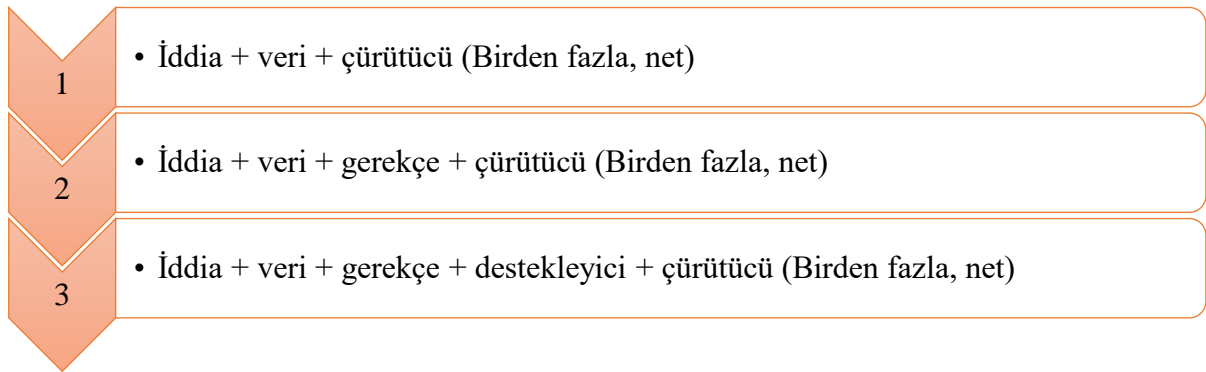 1
• İddia + veri + çürütücü (Birden fazla, net)
2
• İddia + veri + gerekçe + çürütücü (Birden fazla, net)
3
• İddia + veri + gerekçe + destekleyici + çürütücü (Birden fazla, net)